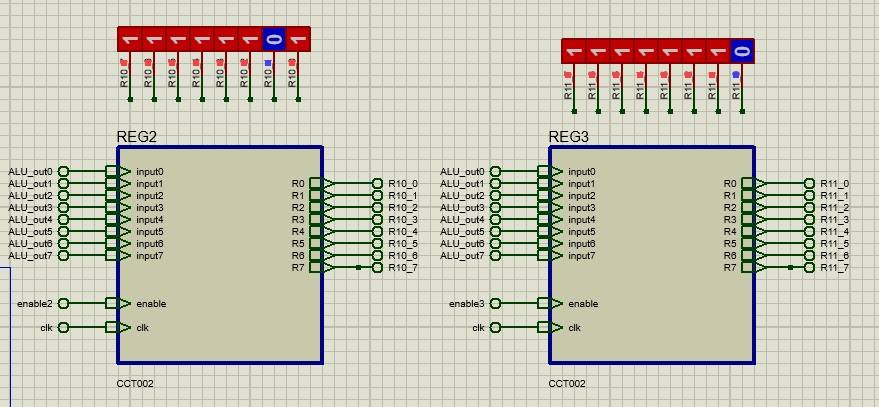 1 1 1 1 1 1 0 1
1 1 1 1 1 1 1 0
R10 R10 R10 R10 R10 R10 R10 R10
R11 R11 R11 R11 R11 R11 R11 R11
REG2
REG3
ALU_out0 input0
ALU_out1 input1 R0 R10_0
ALU_out2 input2 R1 R10_1
ALU_out3 input3 R2 R10_2
ALU_out4 input4 R3 R10_3
ALU_out5 input5 R4 R10_4
ALU_out6 input6 R5 R10_5
ALU_out7 input7 R6 R10_6
R7 R10_7
enable2 enable
clk clk
CCT002
ALU_out0 input0
ALU_out1 input1 R0 R11_0
ALU_out2 input2 R1 R11_1
ALU_out3 input3 R2 R11_2
ALU_out4 input4 R3 R11_3
ALU_out5 input5 R4 R11_4
ALU_out6 input6 R5 R11_5
ALU_out7 input7 R6 R11_6
R7 R11_7
enable3 enable
clk clk
CCT002